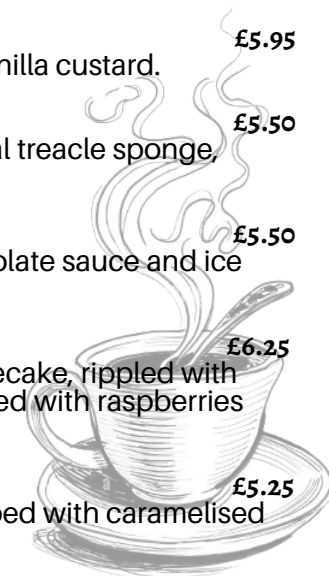 £5.95
nilla custard.
£5.50
al treacle sponge,
£5.50
olate sauce and ice
£6.25
ecake, rippled with
ed with raspberries
£5.25
ped with caramelised